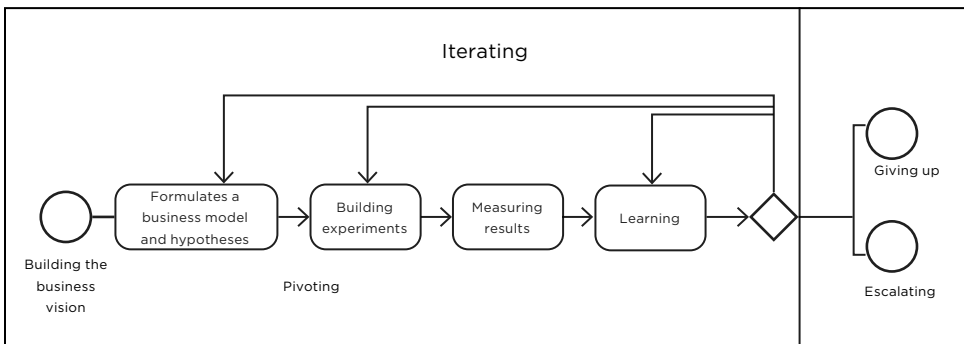 Iterating
Formulates a
business model
and hypotheses
Building
experiments
Measuring
results
Learning
Giving up
Building the
business
vision
Pivoting
Escalating